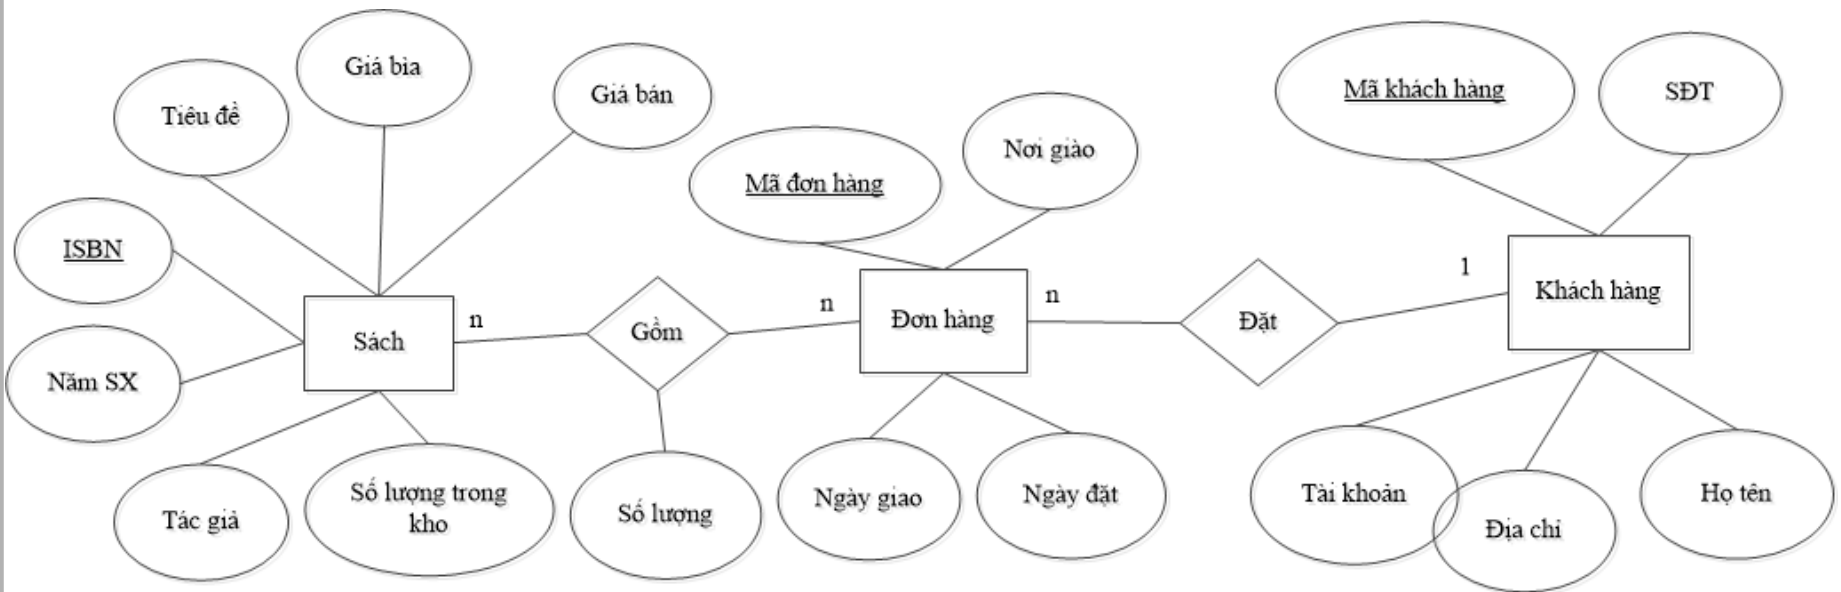 Giá bìa
Tiêu đề
Giá bán
Mã khách hàng
SĐT
Nơi giào
Mã đơn hàng
ISBN
n
n
n
1
Sách
Gồm
Đơn hàng
Đặt
Khách hàng
Năm SX
Tác giả
Số lượng trong
kho
Số lượng
Ngày giao
Ngày đặt
Tài khoản
Địa chỉ
Họ tên